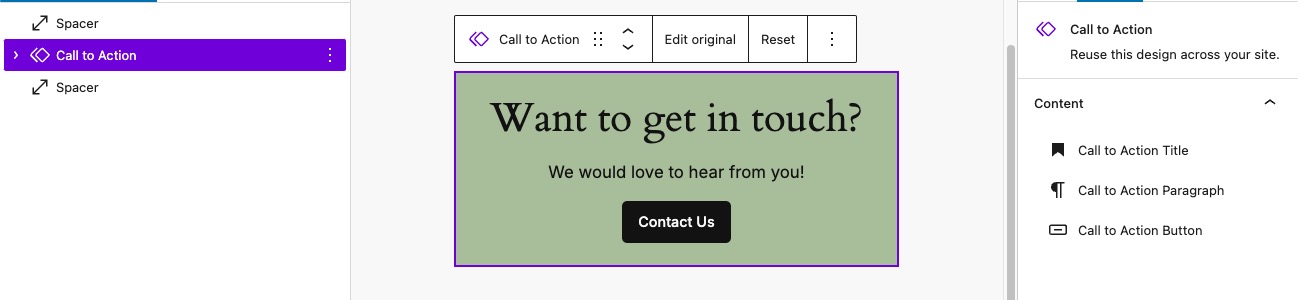 Spacer
Call to Action
Spacer
Call to Action
Edit original
Reset
Want to get in touch?
We would love to hear from you!
Contact Us
Call to Action
Reuse this design across your site.
Content
Call to Action Title
Call to Action Paragraph
Call to Action Button